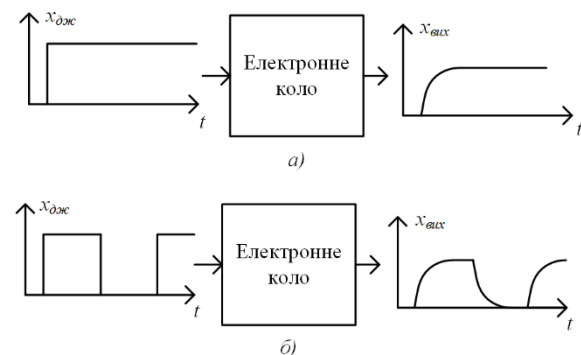 x_дж
t
Електронне
коло
x_вих
t
а)
x_дж
t
Електронне
коло
x_вих
t
б)